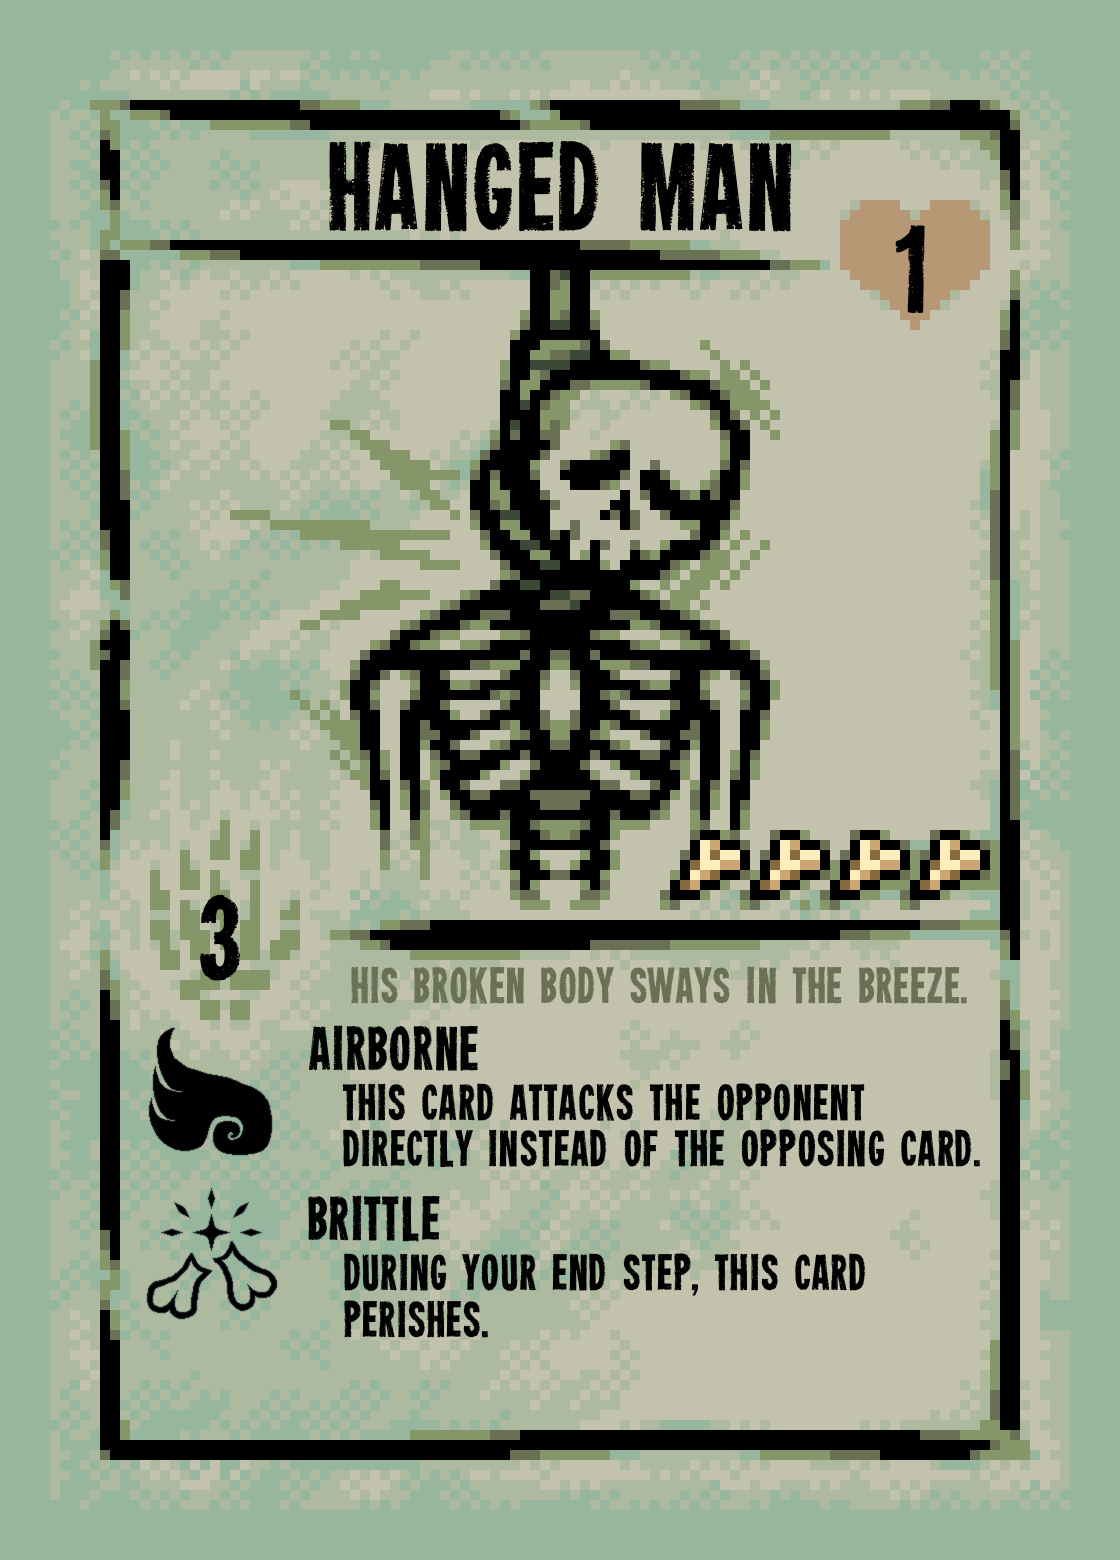 HANGED MAN
1
3
HIS BROKEN BODY SWAYS IN THE BREEZE.
AIRBORNE
THIS CARD ATTACKS THE OPPONENT
DIRECTLY INSTEAD OF THE OPPOSING CARD.
BRITTLE
DURING YOUR END STEP, THIS CARD
PERISHES.